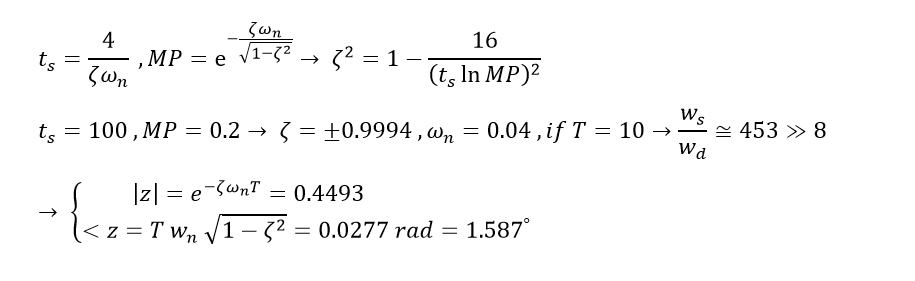 t_s = 4/(ζω_n) , MP = e^(-ζω_n/√(1−ζ²)) → ζ² = 1 − 16/(t_s ln MP)²
t_s = 100 , MP = 0.2 → ζ = ±0.9994 , ω_n = 0.04 , if T = 10 → w_s/w_d ≅ 453 ≫ 8
→ { |z| = e^(−ζω_nT) = 0.4493
< z = T w_n √(1 − ζ²) = 0.0277 rad = 1.587°